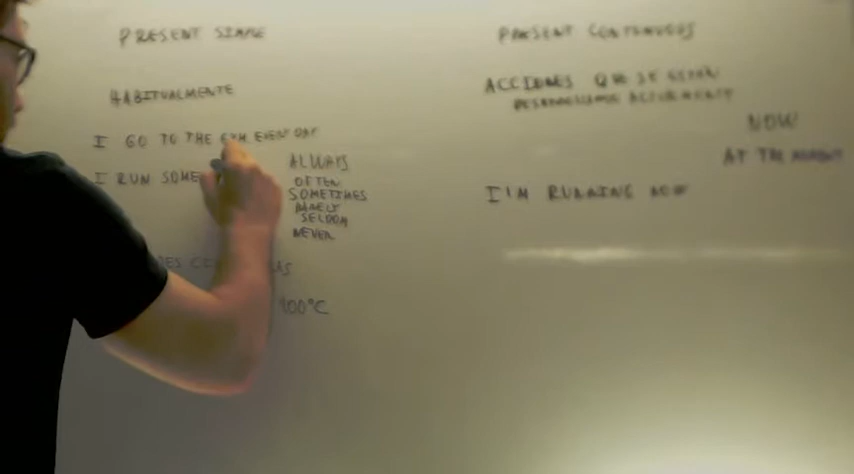 PRESENT SIMPLE
HABITUALMENTE
I GO TO THE GYM EVERY DAY
I RUN SOME
ALWAYS
OFTEN
SOMETIMES
RARELY
SELDOM
NEVER
100°C
PRESENT CONTINUOUS
ACCIONES QUE SE ESTÁN
NOW
AT THE MOMENT
I'M RUNNING NOW